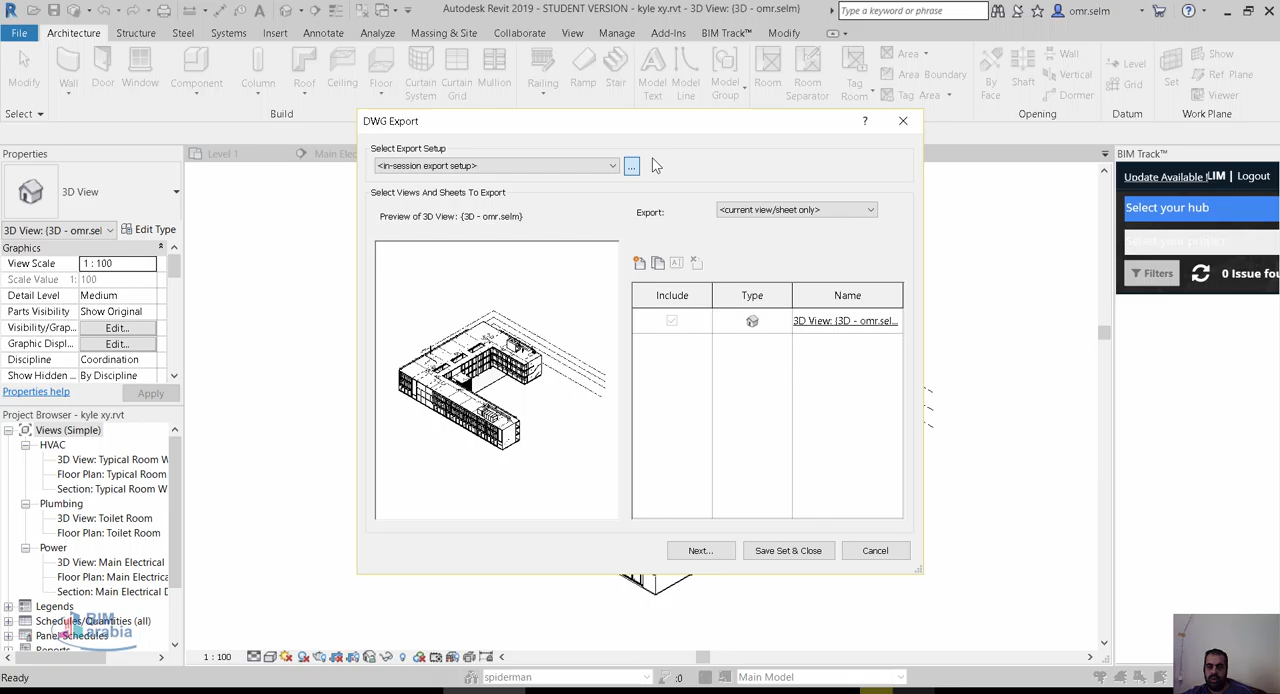 Autodesk Revit 2019 - STUDENT VERSION - kyle xy.rvt - 3D View: {3D - omr.selm}
Type a keyword or phrase
omr.selm
File Architecture Structure Steel Systems Insert Annotate Analyze Massing & Site Collaborate View Manage Add-Ins BIM Track™ Modify
Modify Wall Door Window Component Column Roof Ceiling Floor Curtain System Curtain Grid Mullion Railing Ramp Stair Model Text Model Line Model Group Room Room Separator Tag Room
Area
Area Boundary
Tag Area
By Face Shaft
Wall
Vertical
Dormer
Level
Grid
Set
Show
Ref Plane
Viewer
Select Build Opening Datum Work Plane
Properties
3D View
3D View: {3D - omr.sel
Edit Type
Graphics
View Scale 1 : 100
Scale Value 1: 100
Detail Level Medium
Parts Visibility Show Original
Visibility/Grap... Edit...
Graphic Displ... Edit...
Discipline Coordination
Show Hidden By Discipline
Properties help Apply
Project Browser - kyle xy.rvt
Views (Simple)
HVAC
3D View: Typical Room W
Floor Plan: Typical Room
Section: Typical Room W
Plumbing
3D View: Toilet Room
Floor Plan: Toilet Room
Power
3D View: Main Electrical
Floor Plan: Main Electrica
Section: Main Electrical D
Legends
Schedules/Quantities (all)
Panel Schedules
Reports
BIM
arabia
Level 1
Main Ele
DWG Export
?
Select Export Setup
<in-session export setup>
...
Select Views And Sheets To Export
Preview of 3D View: {3D - omr.selm}
Export: <current view/sheet only>
Include Type Name
3D View: {3D - omr.sel...
Next... Save Set & Close Cancel
BIM Track™
Update Available ! LIM | Logout
Select your hub
Select your project
Filters 0 Issue fou
1 : 100
Ready
spiderman
:0
Main Model